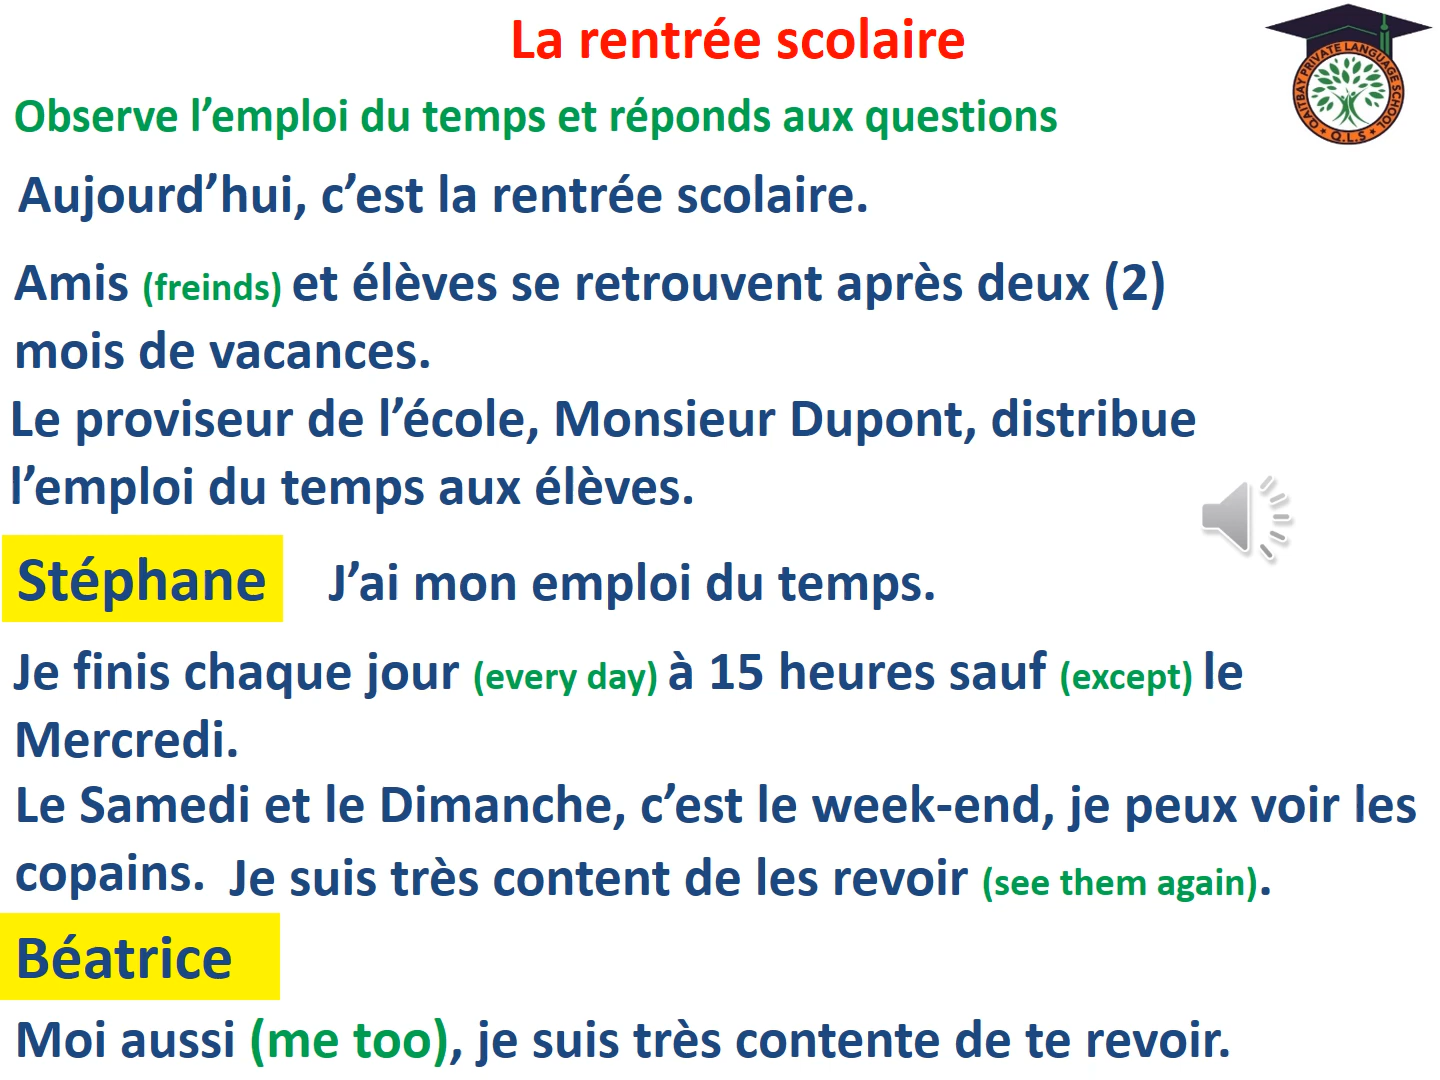 La rentrée scolaire
QAITBAY PRIVATE LANGUAGE SCHOOL
Q.L.S
Observe l’emploi du temps et réponds aux questions
Aujourd’hui, c’est la rentrée scolaire.
Amis (freinds) et élèves se retrouvent après deux (2)
mois de vacances.
Le proviseur de l’école, Monsieur Dupont, distribue
l’emploi du temps aux élèves.
Stéphane J’ai mon emploi du temps.
Je finis chaque jour (every day) à 15 heures sauf (except) le
Mercredi.
Le Samedi et le Dimanche, c’est le week-end, je peux voir les
copains. Je suis très content de les revoir (see them again).
Béatrice
Moi aussi (me too), je suis très contente de te revoir.